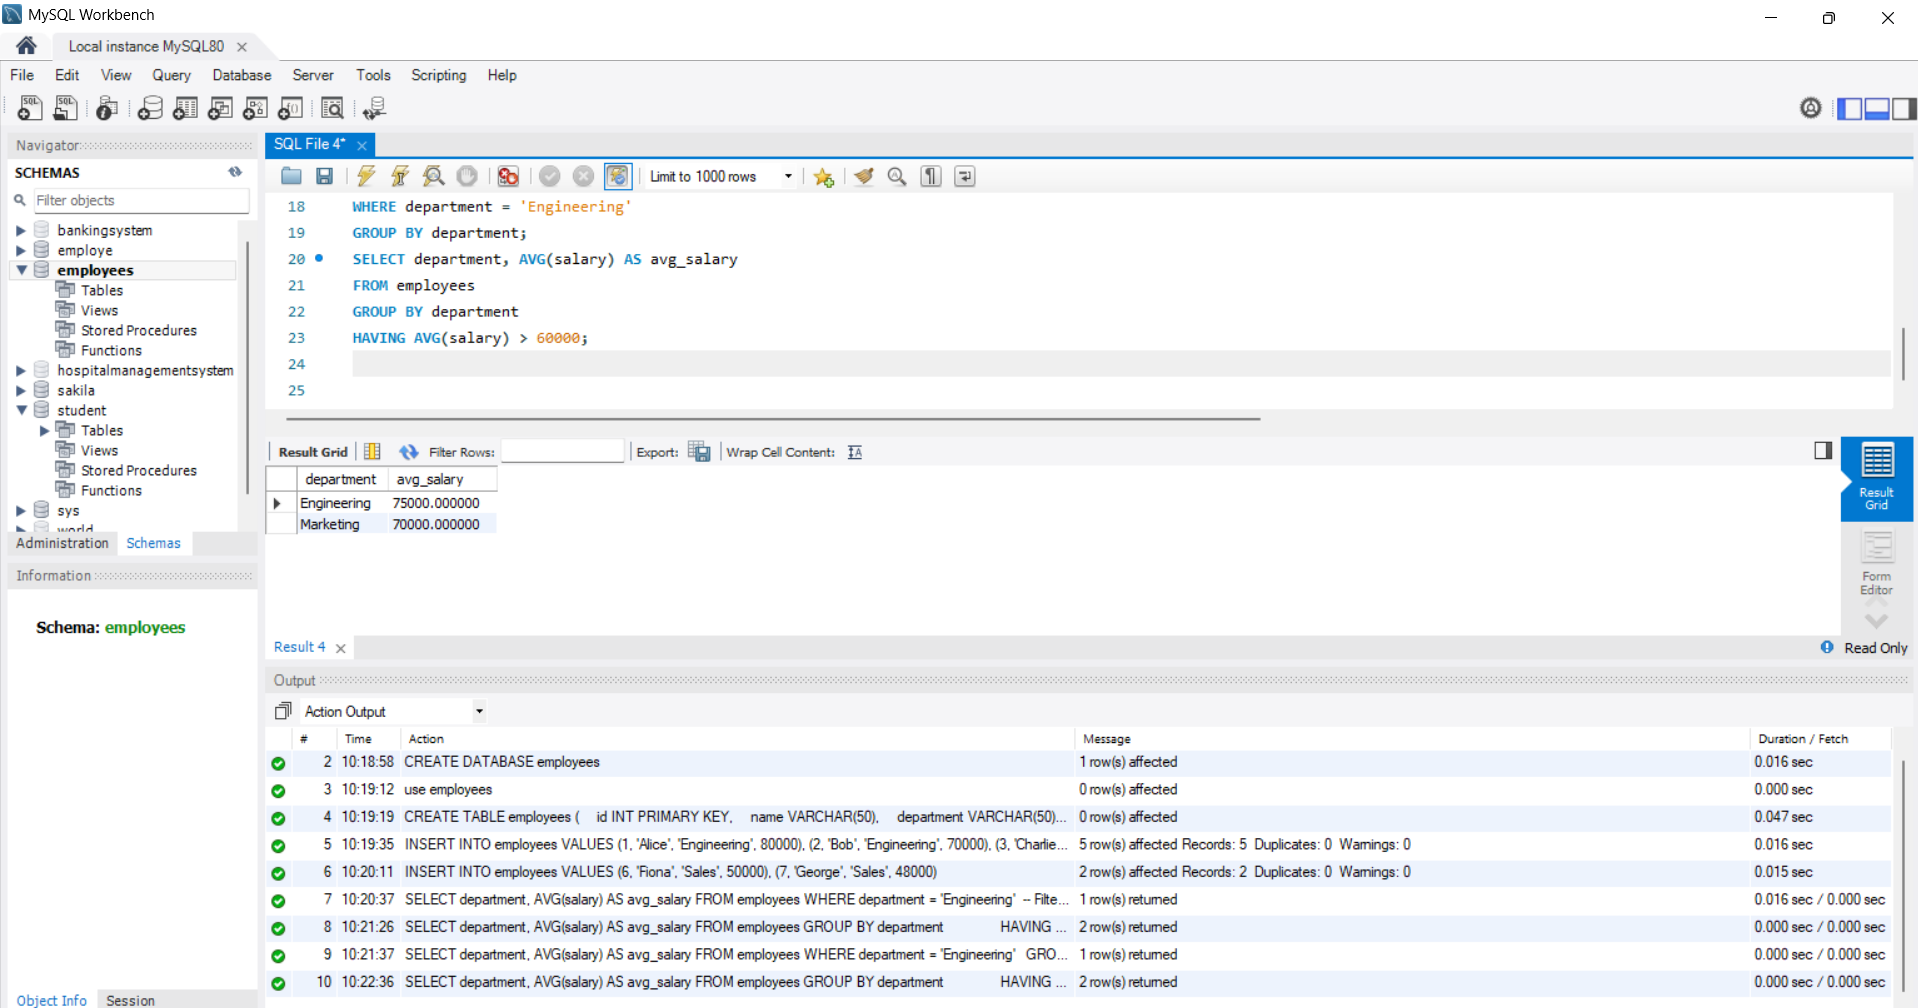 MySQL Workbench
Local instance MySQL80
File Edit View Query Database Server Tools Scripting Help
Navigator
SCHEMAS
Filter objects
bankingsystem
employe
employees
Tables
Views
Stored Procedures
Functions
hospitalmanagementsystem
sakila
student
Tables
Views
Stored Procedures
Functions
sys
world
Administration Schemas
Information
Schema: employees
Object Info Session
SQL File 4*
Limit to 1000 rows
18 WHERE department = 'Engineering'
19 GROUP BY department;
20 SELECT department, AVG(salary) AS avg_salary
21 FROM employees
22 GROUP BY department
23 HAVING AVG(salary) > 60000;
24
25
Result Grid Filter Rows: Export: Wrap Cell Content:
department avg_salary
Engineering 75000.000000
Marketing 70000.000000
Result Grid
Form Editor
Result 4
Read Only
Output
Action Output
# Time Action Message Duration / Fetch
2 10:18:58 CREATE DATABASE employees 1 row(s) affected 0.016 sec
3 10:19:12 use employees 0 row(s) affected 0.000 sec
4 10:19:19 CREATE TABLE employees ( id INT PRIMARY KEY, name VARCHAR(50), department VARCHAR(50)... 0 row(s) affected 0.047 sec
5 10:19:35 INSERT INTO employees VALUES (1, 'Alice', 'Engineering', 80000), (2, 'Bob', 'Engineering', 70000), (3, 'Charlie... 5 row(s) affected Records: 5 Duplicates: 0 Warnings: 0 0.016 sec
6 10:20:11 INSERT INTO employees VALUES (6, 'Fiona', 'Sales', 50000), (7, 'George', 'Sales', 48000) 2 row(s) affected Records: 2 Duplicates: 0 Warnings: 0 0.015 sec
7 10:20:37 SELECT department, AVG(salary) AS avg_salary FROM employees WHERE department = 'Engineering' -- Filte... 1 row(s) returned 0.016 sec / 0.000 sec
8 10:21:26 SELECT department, AVG(salary) AS avg_salary FROM employees GROUP BY department HAVING ... 2 row(s) returned 0.000 sec / 0.000 sec
9 10:21:37 SELECT department, AVG(salary) AS avg_salary FROM employees WHERE department = 'Engineering' GRO... 1 row(s) returned 0.000 sec / 0.000 sec
10 10:22:36 SELECT department, AVG(salary) AS avg_salary FROM employees GROUP BY department HAVING ... 2 row(s) returned 0.000 sec / 0.000 sec